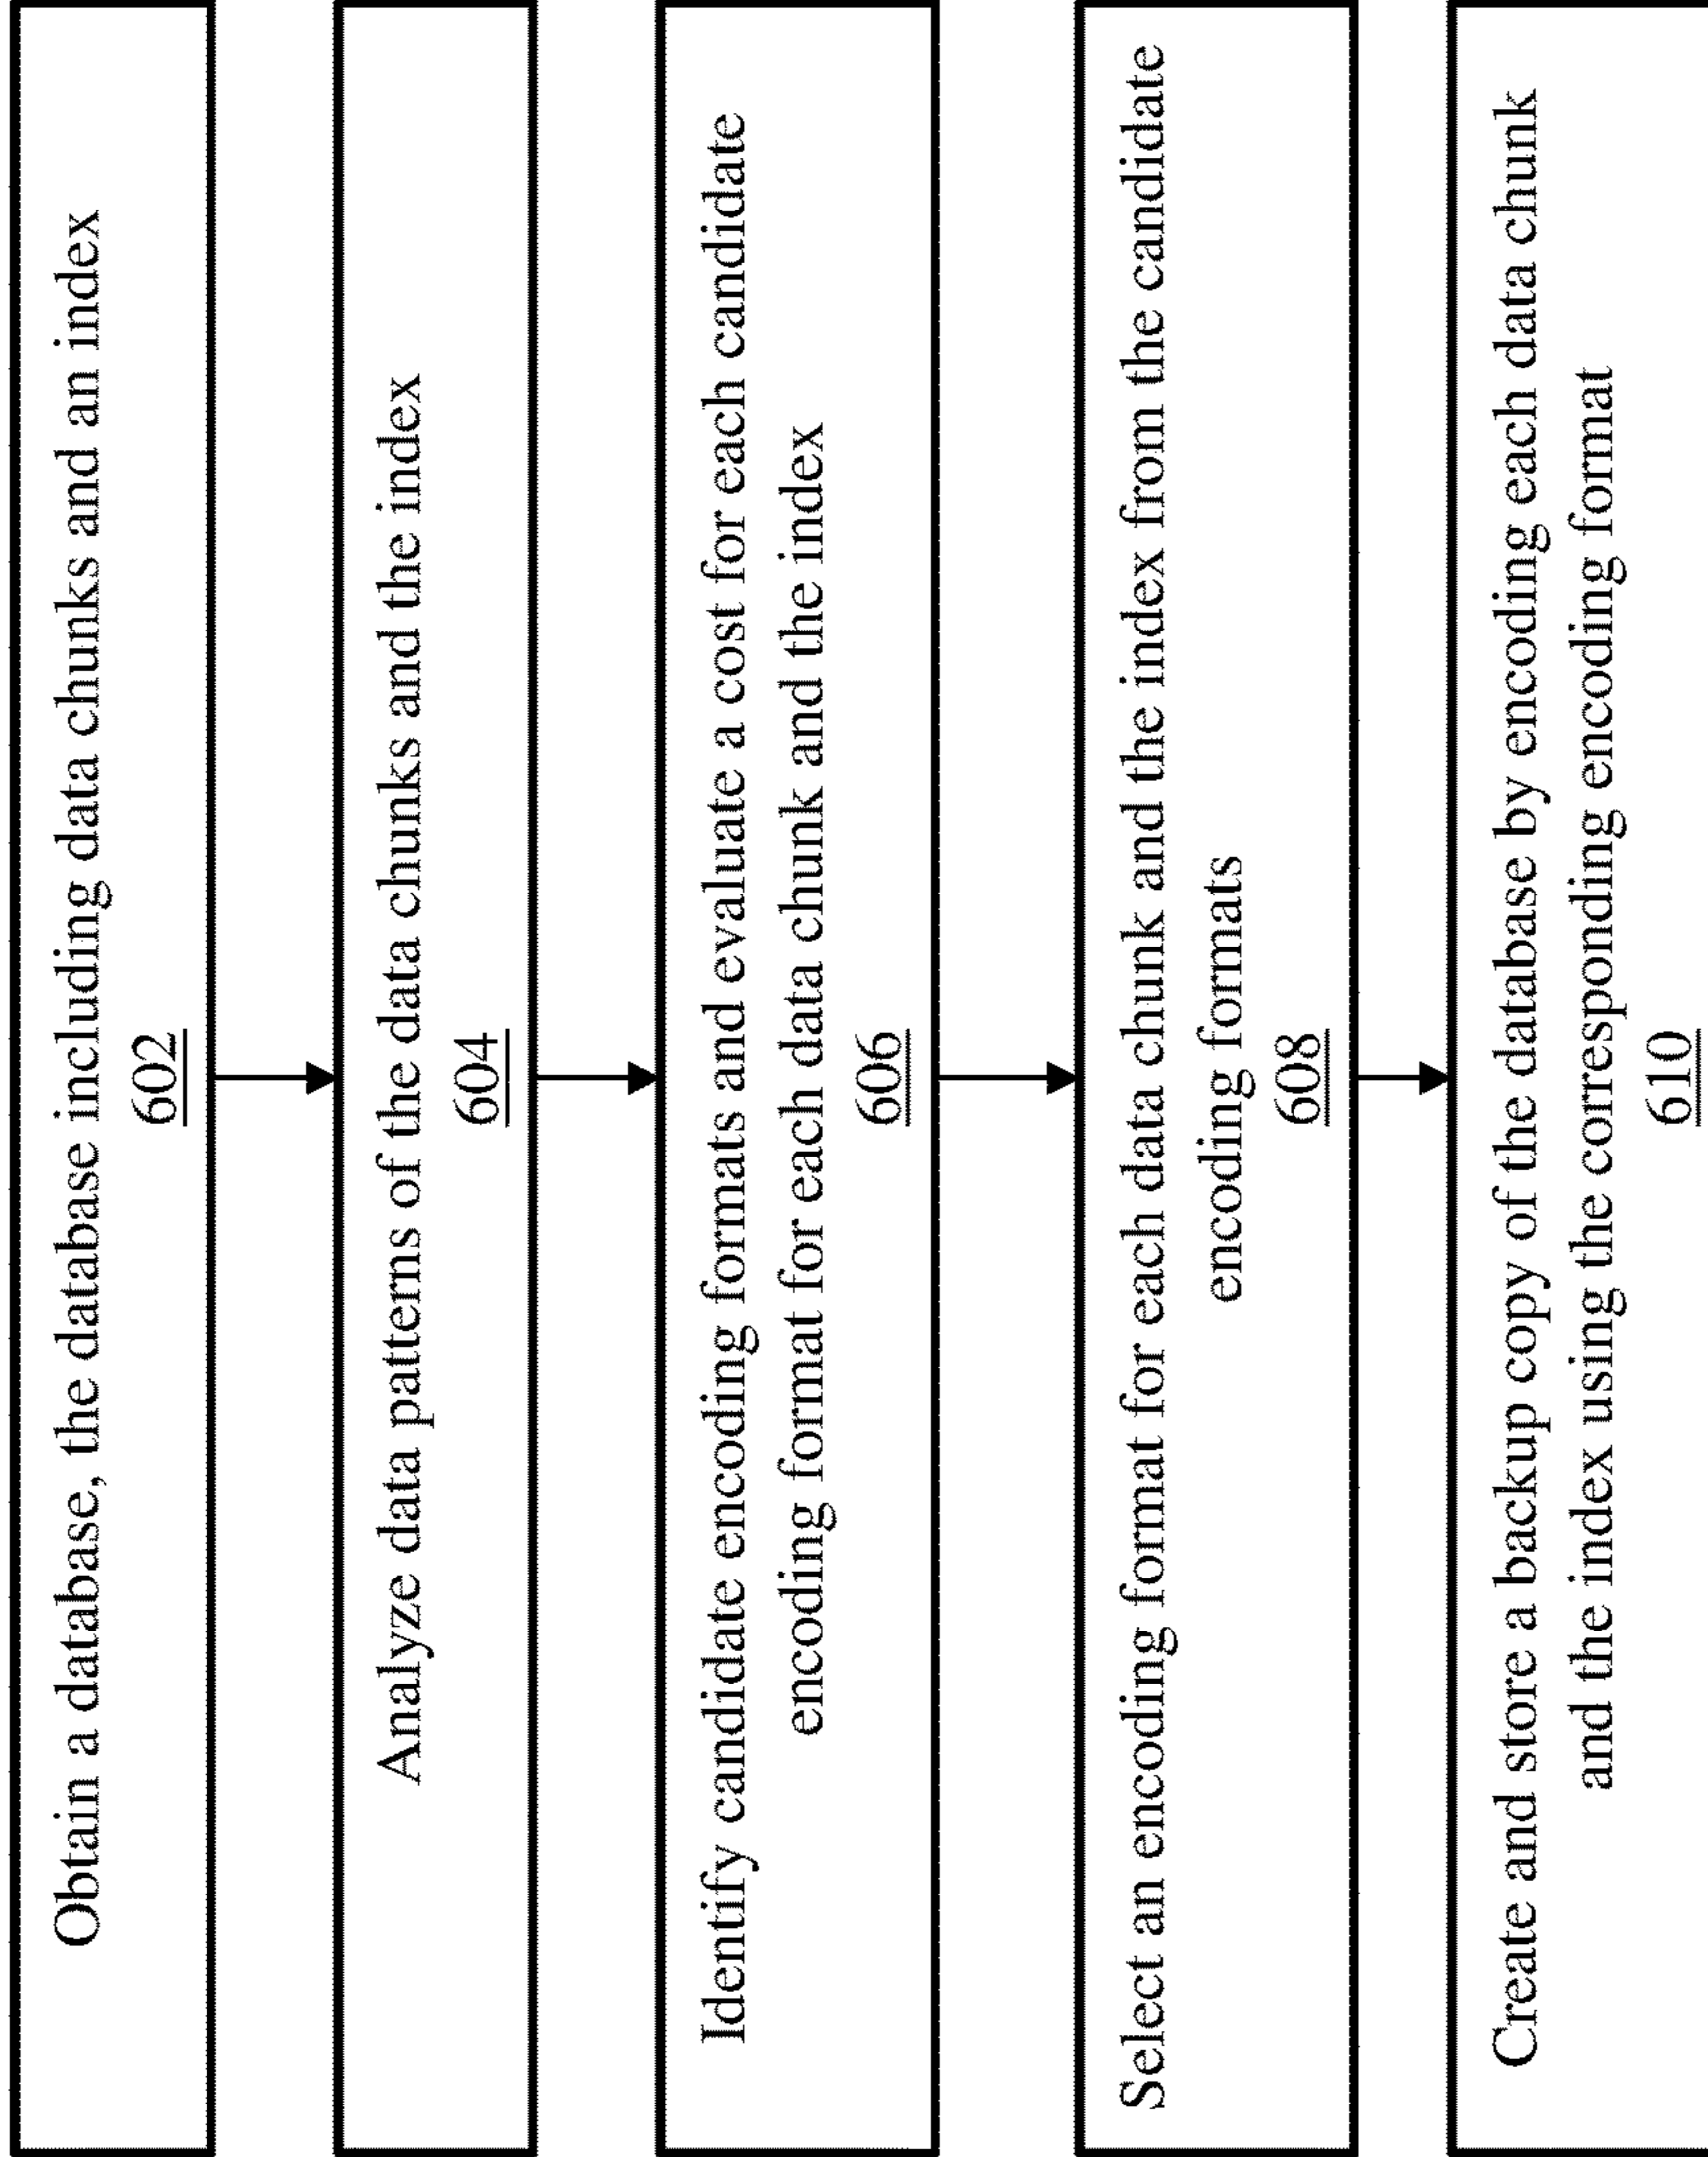 Obtain a database, the database including data chunks and an index
602
Analyze data patterns of the data chunks and the index
604
Identify candidate encoding formats and evaluate a cost for each candidate
encoding format for each data chunk and the index
606
Select an encoding format for each data chunk and the index from the candidate
encoding formats
608
Create and store a backup copy of the database by encoding each data chunk
and the index using the corresponding encoding format
610